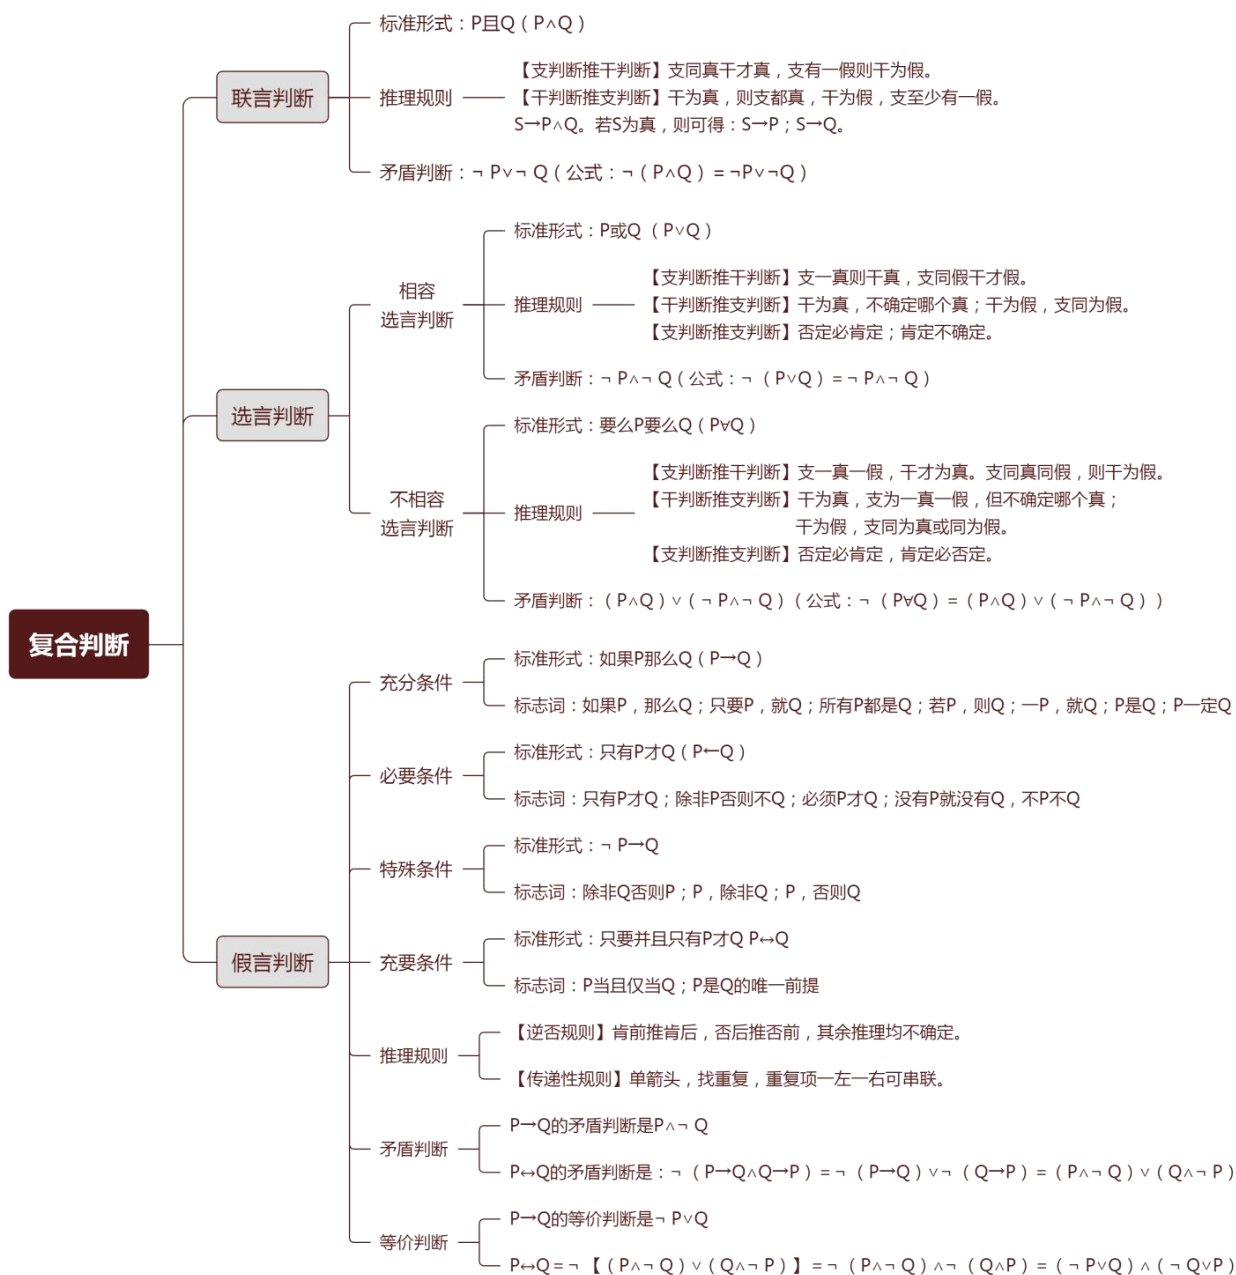 标准形式：P且Q（P∧Q）
联言判断
推理规则
【支判断推干判断】支同真干才真，支有一假则干为假。
【干判断推支判断】干为真，则支都真，干为假，支至少有一假。
S→P∧Q。若S为真，则可得：S→P；S→Q。
矛盾判断：¬ P∨¬ Q（公式：¬（P∧Q）=¬P∨¬Q）
选言判断
相容
选言判断
标准形式：P或Q （P∨Q）
推理规则
【支判断推干判断】支一真则干真，支同假干才假。
【干判断推支判断】干为真，不确定哪个真；干为假，支同为假。
【支判断推支判断】否定必肯定；肯定不确定。
矛盾判断：¬ P∧¬ Q（公式：¬ （P∨Q）=¬ P∧¬ Q）
不相容
选言判断
标准形式：要么P要么Q（P∀Q）
推理规则
【支判断推干判断】支一真一假，干才为真。支同真同假，则干为假。
【干判断推支判断】干为真，支为一真一假，但不确定哪个真；
干为假，支同为真或同为假。
【支判断推支判断】否定必肯定，肯定必否定。
矛盾判断：（P∧Q）∨（¬ P∧¬ Q）（公式：¬ （P∀Q）=（P∧Q）∨（¬ P∧¬ Q））
复合判断
假言判断
充分条件
标准形式：如果P那么Q（P→Q）
标志词：如果P，那么Q；只要P，就Q；所有P都是Q；若P，则Q；一P，就Q；P是Q；P一定Q
必要条件
标准形式：只有P才Q（P←Q）
标志词：只有P才Q；除非P否则不Q；必须P才Q；没有P就没有Q，不P不Q
特殊条件
标准形式：¬ P→Q
标志词：除非Q否则P；P，除非Q；P，否则Q
充要条件
标准形式：只要并且只有P才Q P↔Q
标志词：P当且仅当Q；P是Q的唯一前提
推理规则
【逆否规则】肯前推肯后，否后推否前，其余推理均不确定。
【传递性规则】单箭头，找重复，重复项一左一右可串联。
矛盾判断
P→Q的矛盾判断是P∧¬ Q
P↔Q的矛盾判断是：¬ （P→Q∧Q→P）=¬ （P→Q）∨¬ （Q→P）=（P∧¬ Q）∨（Q∧¬ P）
等价判断
P→Q的等价判断是¬ P∨Q
P↔Q=¬ 【（P∧¬ Q）∨（Q∧¬ P）】=¬ （P∧¬ Q）∧¬ （Q∧P）=（¬ P∨Q）∧（¬ Q∨P）